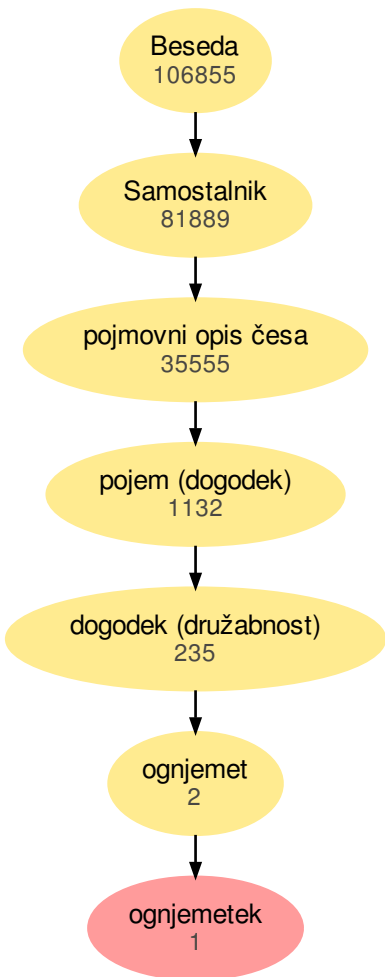 Beseda
106855
Samostalnik
81889
pojmovni opis česa
35555
pojem (dogodek)
1132
dogodek (družabnost)
235
ognjemet
2
ognjemetek
1